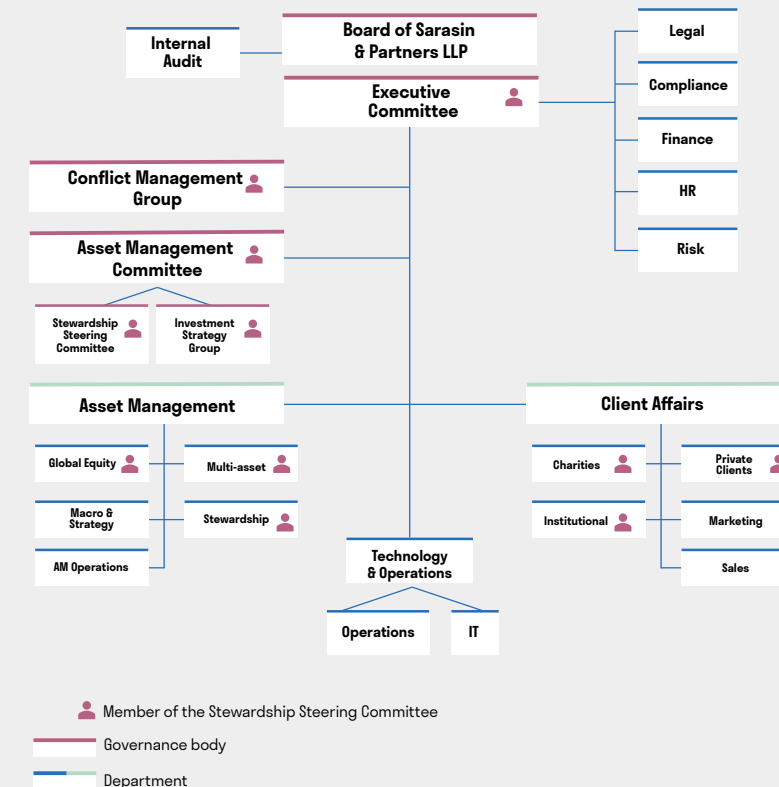 Internal
Audit
Board of Sarasin
& Partners LLP
Executive
Committee
Legal
Compliance
Finance
HR
Risk
Conflict Management
Group
Asset Management
Committee
Stewardship
Steering
Committee
Investment
Strategy
Group
Asset Management
Client Affairs
Global Equity
Multi-asset
Macro &
Strategy
Stewardship
AM Operations
Charities
Private
Clients
Institutional
Marketing
Sales
Technology
& Operations
Operations
IT
Member of the Stewardship Steering Committee
Governance body
Department